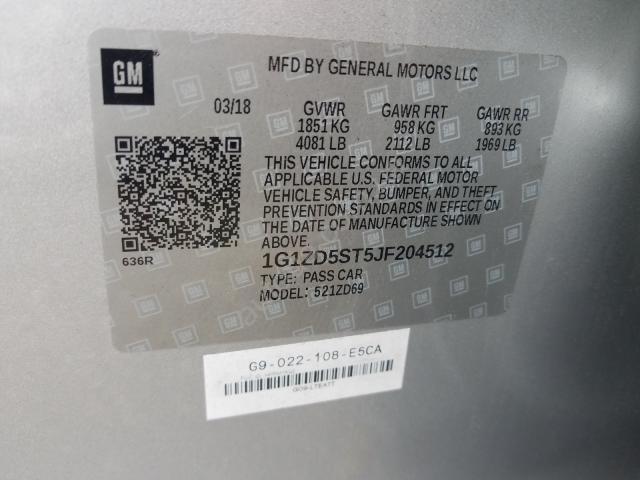 GM
MFD BY GENERAL MOTORS LLC
03/18 GVWR GAWR FRT GAWR RR
1851 KG 958 KG 893 KG
4081 LB 2112 LB 1969 LB
THIS VEHICLE CONFORMS TO ALL
APPLICABLE U.S. FEDERAL MOTOR
VEHICLE SAFETY, BUMPER, AND THEFT
PREVENTION STANDARDS IN EFFECT ON
THE DATE OF MANUFACTURE SHOWN
ABOVE.
636R
1G1ZD5ST5JF204512
TYPE: PASS CAR
MODEL: 521ZD69
G9-022-108-E5CA